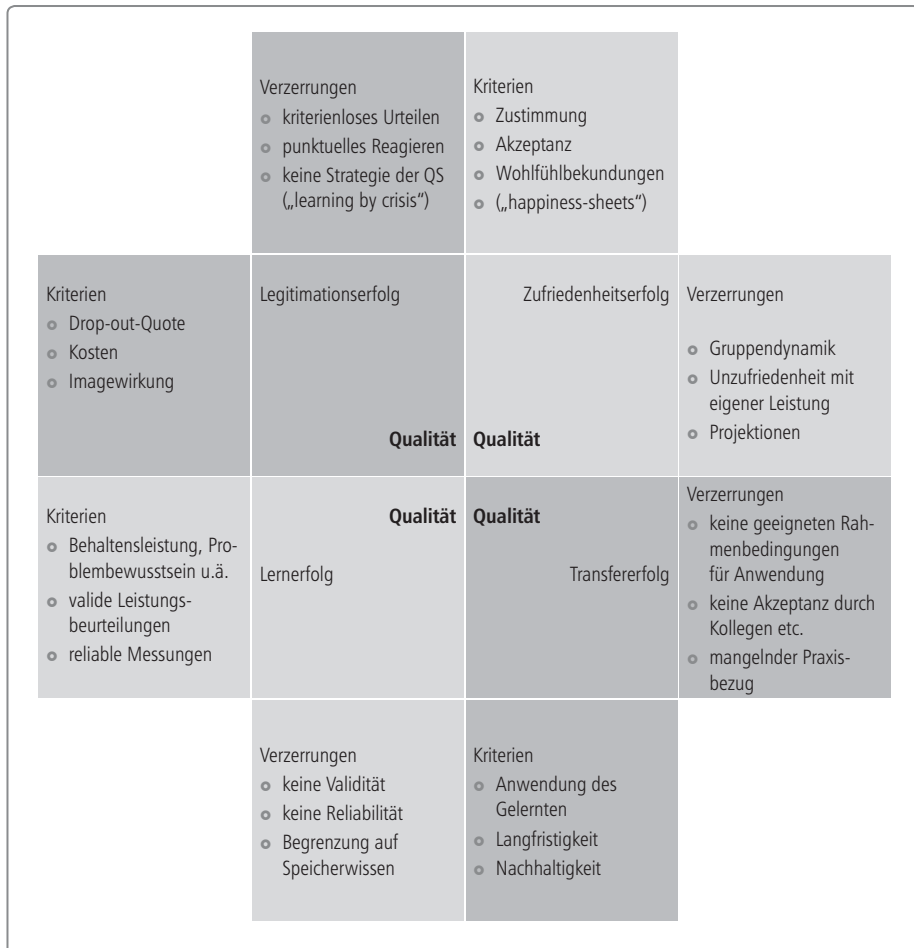 Verzerrungen
kriterienloses Urteilen
punktuelles Reagieren
keine Strategie der QS
(„learning by crisis“)
Kriterien
Zustimmung
Akzeptanz
Wohlfühlbekundungen
(„happiness-sheets“)
Kriterien
Drop-out-Quote
Kosten
Imagewirkung
Legitimationserfolg
Qualität
Zufriedenheitserfolg
Qualität
Verzerrungen
Gruppendynamik
Unzufriedenheit mit
eigener Leistung
Projektionen
Kriterien
Behaltensleistung, Pro-
blembewusstsein u.ä.
valide Leistungs-
beurteilungen
reliable Messungen
Qualität
Lernerfolg
Qualität
Transfererfolg
Verzerrungen
keine geeigneten Rah-
menbedingungen
für Anwendung
keine Akzeptanz durch
Kollegen etc.
mangelnder Praxis-
bezug
Verzerrungen
keine Validität
keine Reliabilität
Begrenzung auf
Speicherwissen
Kriterien
Anwendung des
Gelernten
Langfristigkeit
Nachhaltigkeit